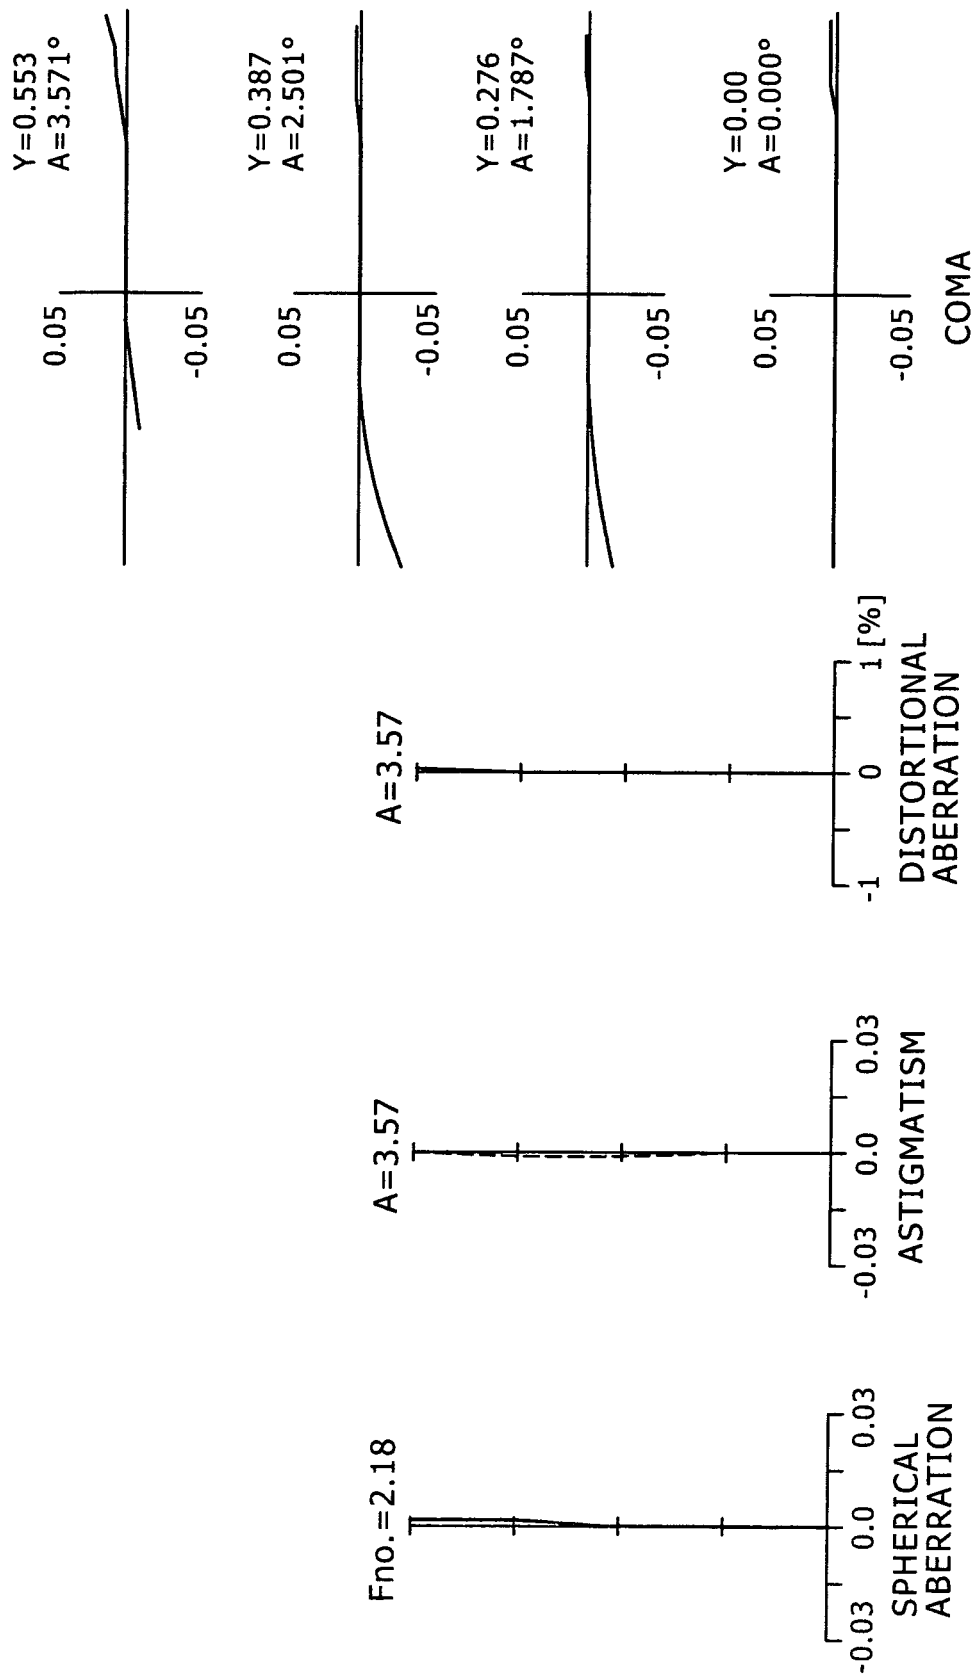 Fno.=2.18
-0.03
0.0
0.03
SPHERICAL
ABERRATION
A=3.57
-0.03
0.0
0.03
ASTIGMATISM
A=3.57
-1
0
1 [%]
DISTORTIONAL
ABERRATION
Y=0.553
A=3.571°
0.05
-0.05
Y=0.387
A=2.501°
0.05
-0.05
Y=0.276
A=1.787°
0.05
-0.05
Y=0.00
A=0.000°
0.05
-0.05
COMA